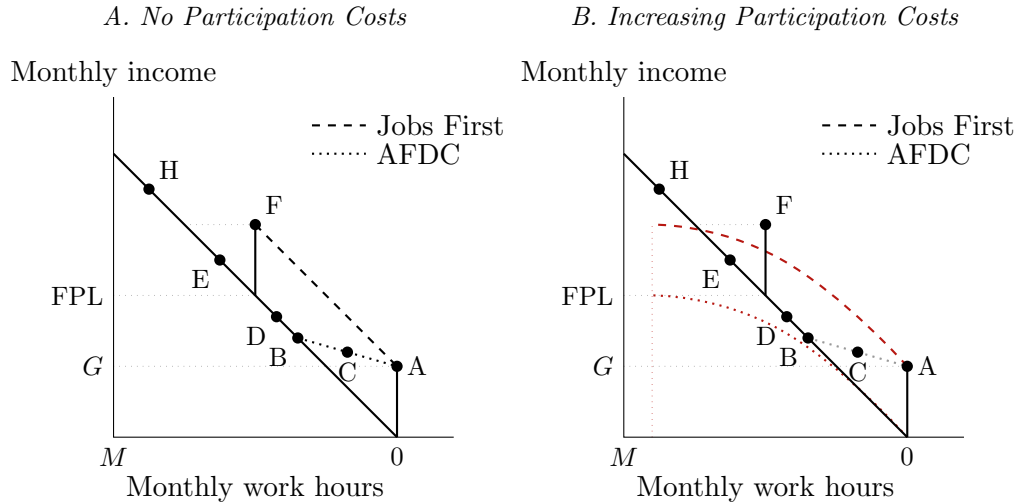 A. No Participation Costs
Monthly income
Jobs First
AFDC
H
F
E
FPL
D
B
C
G
A
M
0
Monthly work hours
B. Increasing Participation Costs
Monthly income
Jobs First
AFDC
H
F
E
FPL
D
B
C
G
A
M
0
Monthly work hours